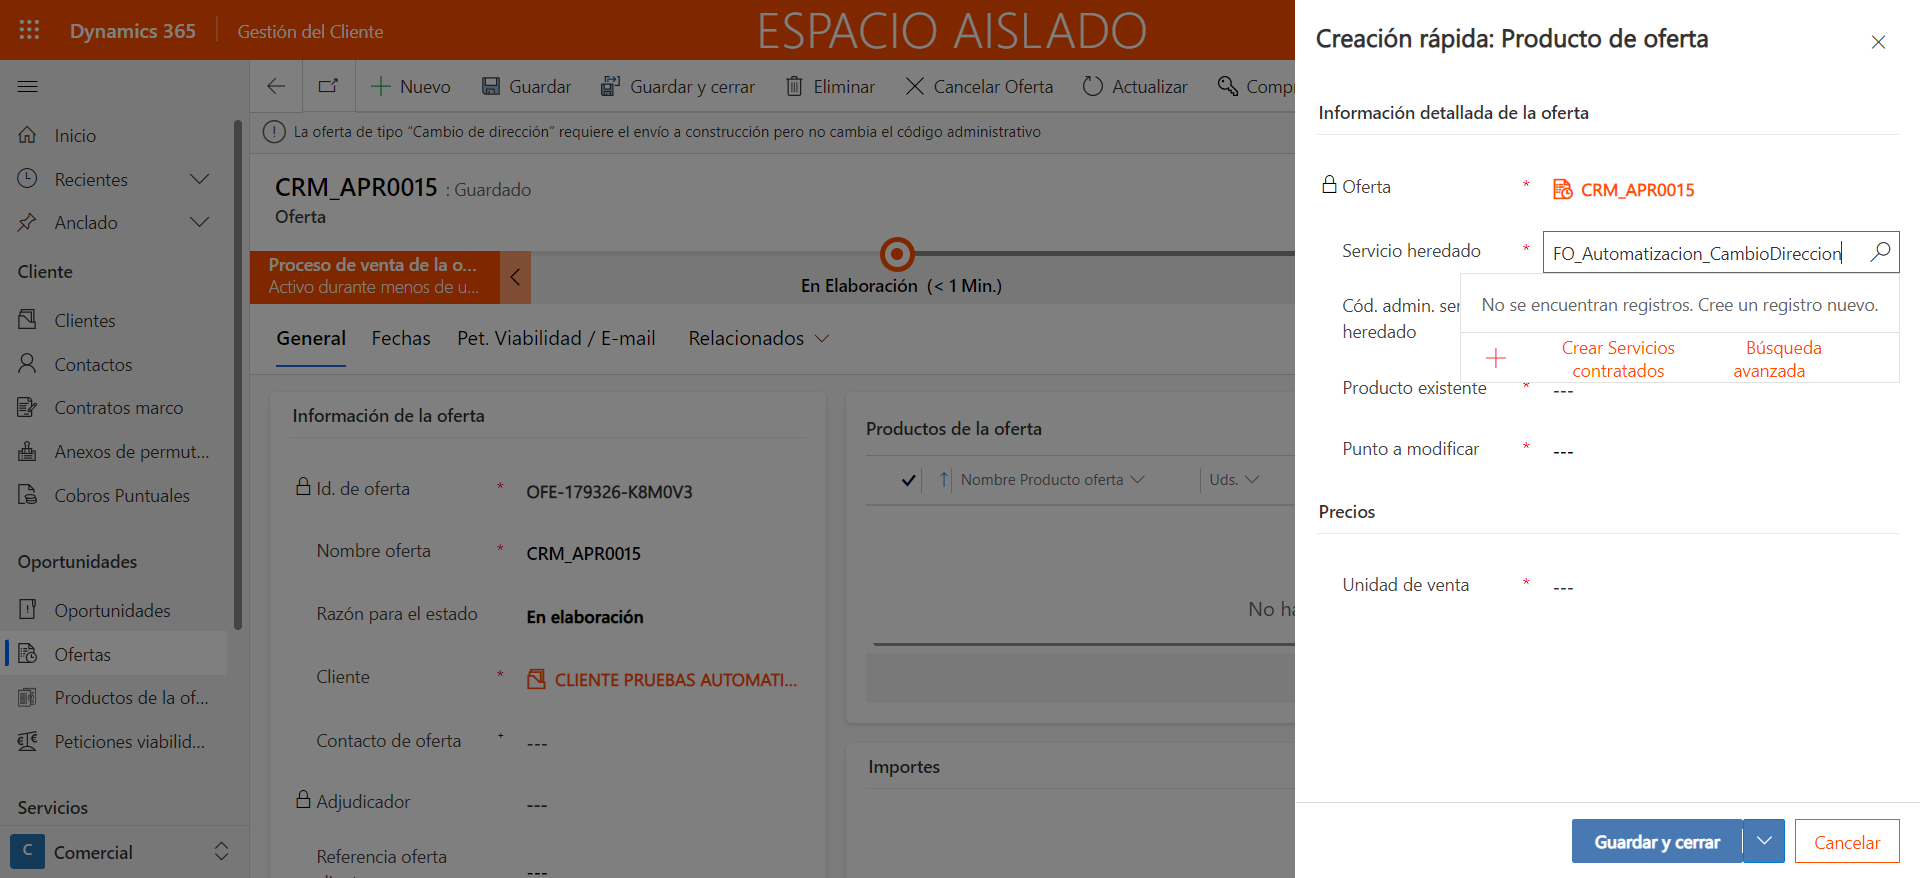 Dynamics 365
Gestión del Cliente
ESPACIO AISLADO
Nuevo
Guardar
Guardar y cerrar
Eliminar
Cancelar Oferta
Actualizar
Compr
La oferta de tipo “Cambio de dirección” requiere el envío a construcción pero no cambia el código administrativo
Inicio
Recientes
Anclado
Cliente
Clientes
Contactos
Contratos marco
Anexos de permut...
Cobros Puntuales
Oportunidades
Oportunidades
Ofertas
Productos de la of...
Peticiones viabilid...
Servicios
C Comercial
CRM_APR0015 : Guardado
Oferta
Proceso de venta de la o...
Activo durante menos de u...
En Elaboración (< 1 Min.)
General
Fechas
Pet. Viabilidad / E-mail
Relacionados
Información de la oferta
Id. de oferta * OFE-179326-K8M0V3
Nombre oferta * CRM_APR0015
Razón para el estado En elaboración
Cliente * CLIENTE PRUEBAS AUTOMATI...
Contacto de oferta + ---
Adjudicador ---
Referencia oferta
---
Productos de la oferta
Nombre Producto oferta
Uds.
No ha
Importes
Creación rápida: Producto de oferta
Información detallada de la oferta
Oferta * CRM_APR0015
Servicio heredado * FO_Automatizacion_CambioDireccion
No se encuentran registros. Cree un registro nuevo.
Crear Servicios
contratados
Búsqueda
avanzada
Cód. admin. ser
heredado
Producto existente * ---
Punto a modificar * ---
Precios
Unidad de venta * ---
Guardar y cerrar
Cancelar